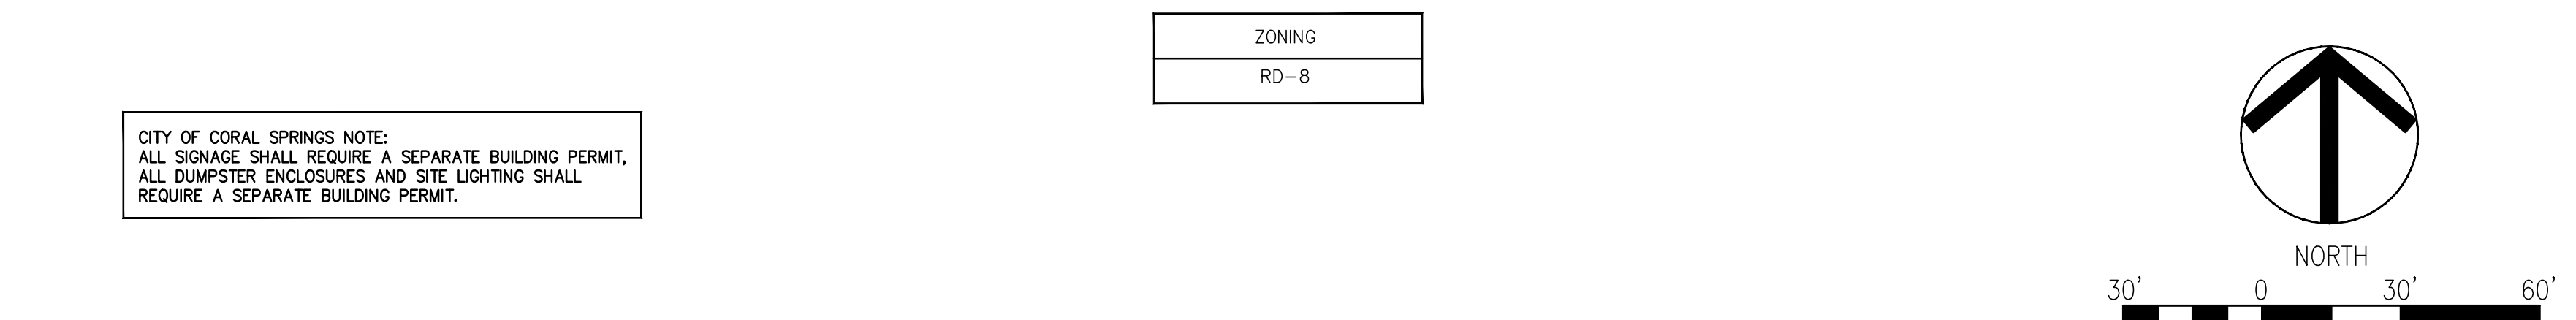 ZONING
RD-8
CITY OF CORAL SPRINGS NOTE:
ALL SIGNAGE SHALL REQUIRE A SEPARATE BUILDING PERMIT,
ALL DUMPSTER ENCLOSURES AND SITE LIGHTING SHALL
REQUIRE A SEPARATE BUILDING PERMIT.
NORTH
30' 0 30' 60'